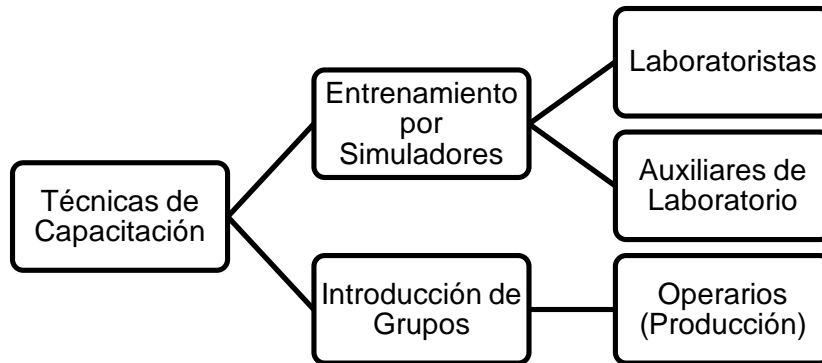 Técnicas de
Capacitación
Entrenamiento
por
Simuladores
Laboratoristas
Auxiliares de
Laboratorio
Introducción de
Grupos
Operarios
(Producción)